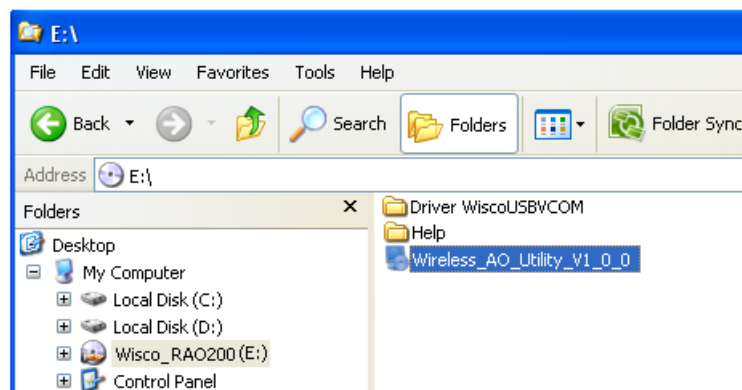 E:\
File Edit View Favorites Tools Help
Back Search Folders Folder Sync
Address E:\
Folders
Desktop
My Computer
Local Disk (C:)
Local Disk (D:)
Wisco_RAO200 (E:)
Control Panel
Driver WiscoUSBVCOM
Help
Wireless_AO_Utility_V1_0_0